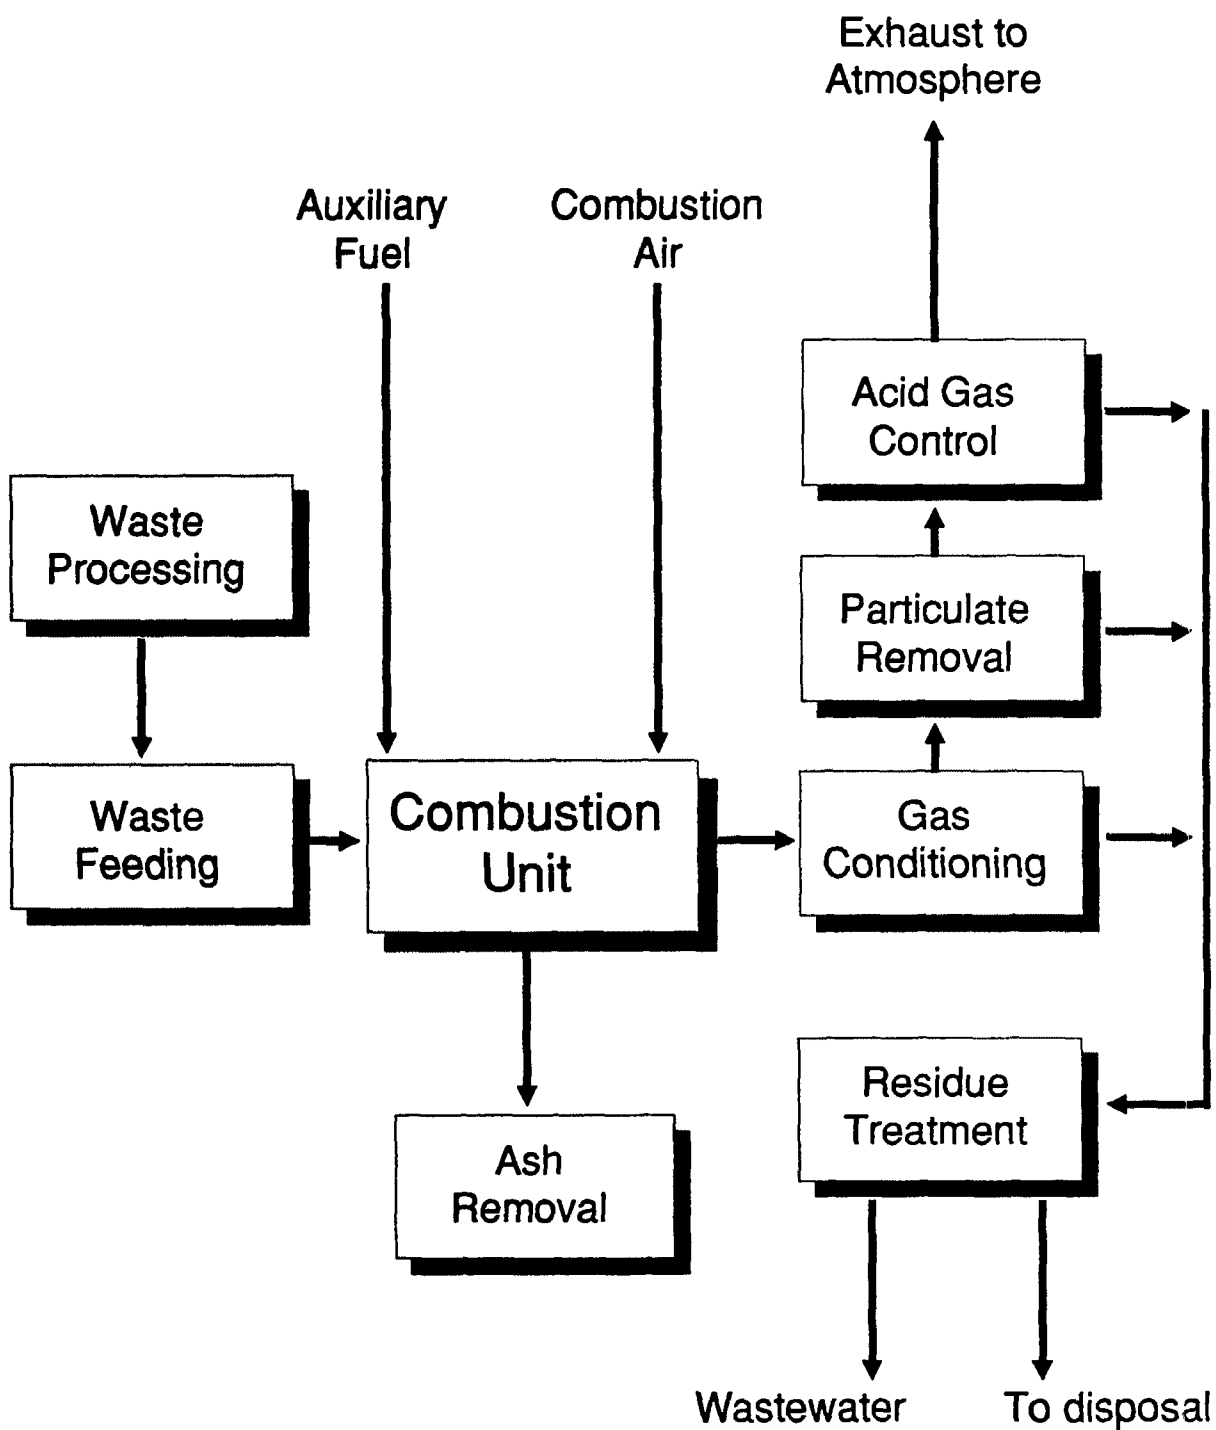 Exhaust to
Atmosphere
Auxiliary
Fuel
Combustion
Air
Acid Gas
Control
Waste
Processing
Particulate
Removal
Waste
Feeding
Combustion
Unit
Gas
Conditioning
Residue
Treatment
Ash
Removal
Wastewater
To disposal